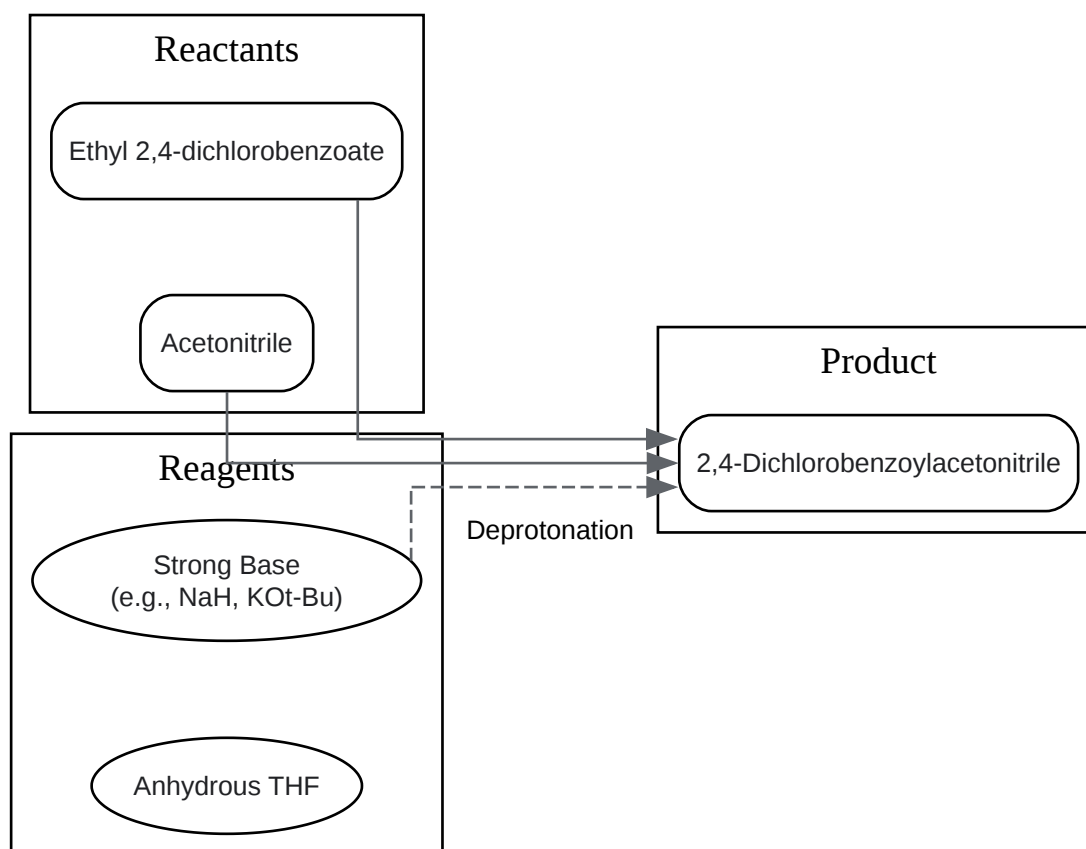 Reactants
Ethyl 2,4-dichlorobenzoate
Acetonitrile
Product
2,4-Dichlorobenzoylacetonitrile
Reagents
Deprotonation
Strong Base
(e.g., NaH, KOt-Bu)
Anhydrous THF